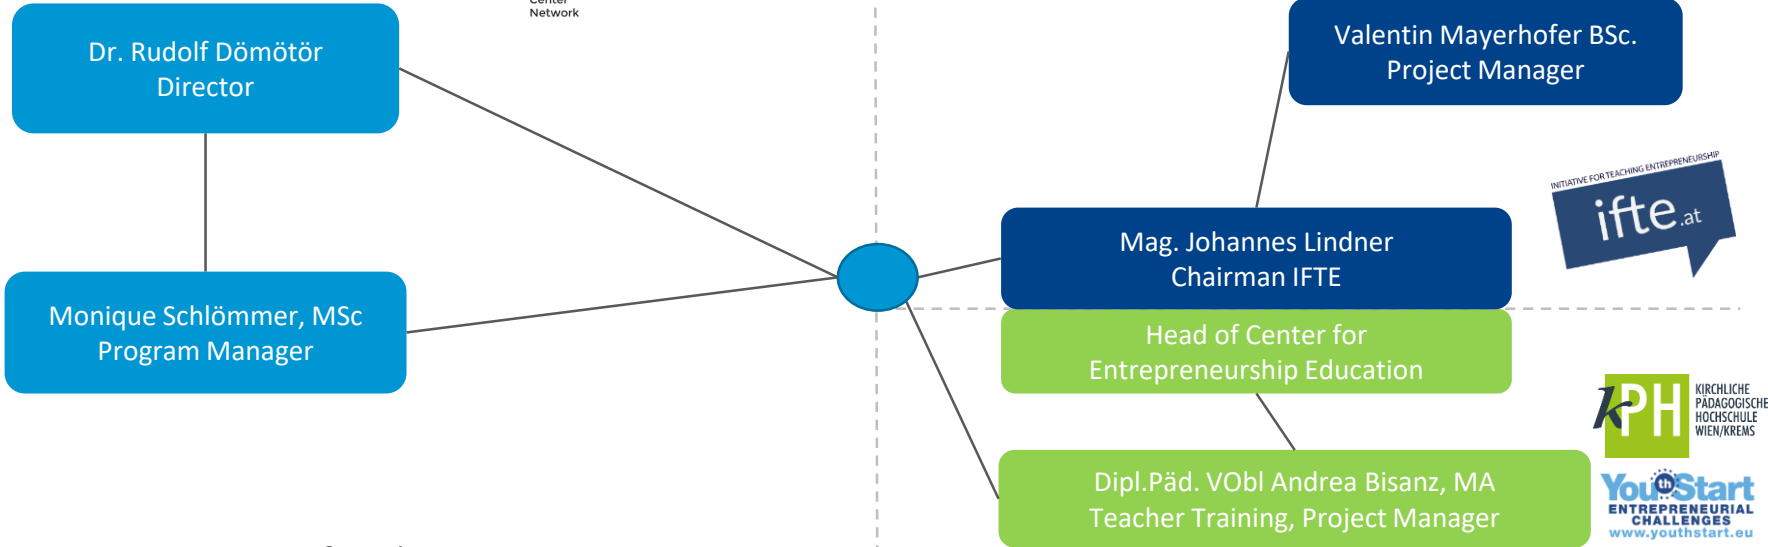 Center
Network
Dr. Rudolf Dömötör
Director
Monique Schlömmer, MSc
Program Manager
Valentin Mayerhofer BSc.
Project Manager
INITIATIVE FOR TEACHING ENTREPRENEURSHIP
ifte.at
Mag. Johannes Lindner
Chairman IFTE
Head of Center for
Entrepreneurship Education
kPH
KIRCHLICHE
PÄDAGOGISCHE
HOCHSCHULE
WIEN/KREMS
Dipl.Päd. VObl Andrea Bisanz, MA
Teacher Training, Project Manager
YouthStart
ENTREPRENEURIAL
CHALLENGES
www.youthstart.eu